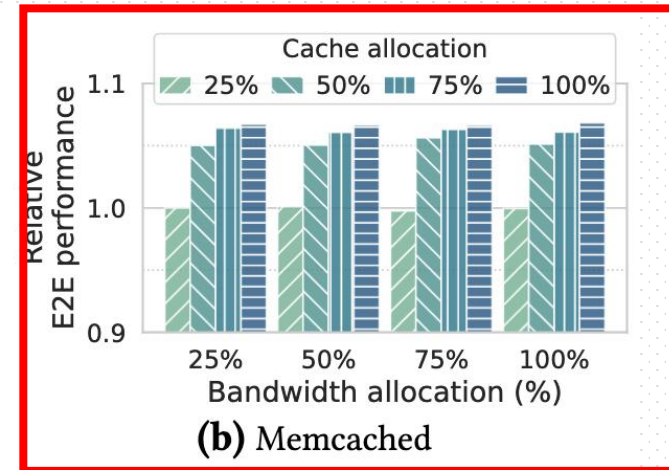 Cache allocation
25% 50% 75% 100%
Relative
E2E performance
1.1
1.0
0.9
25% 50% 75% 100%
Bandwidth allocation (%)
(b) Memcached